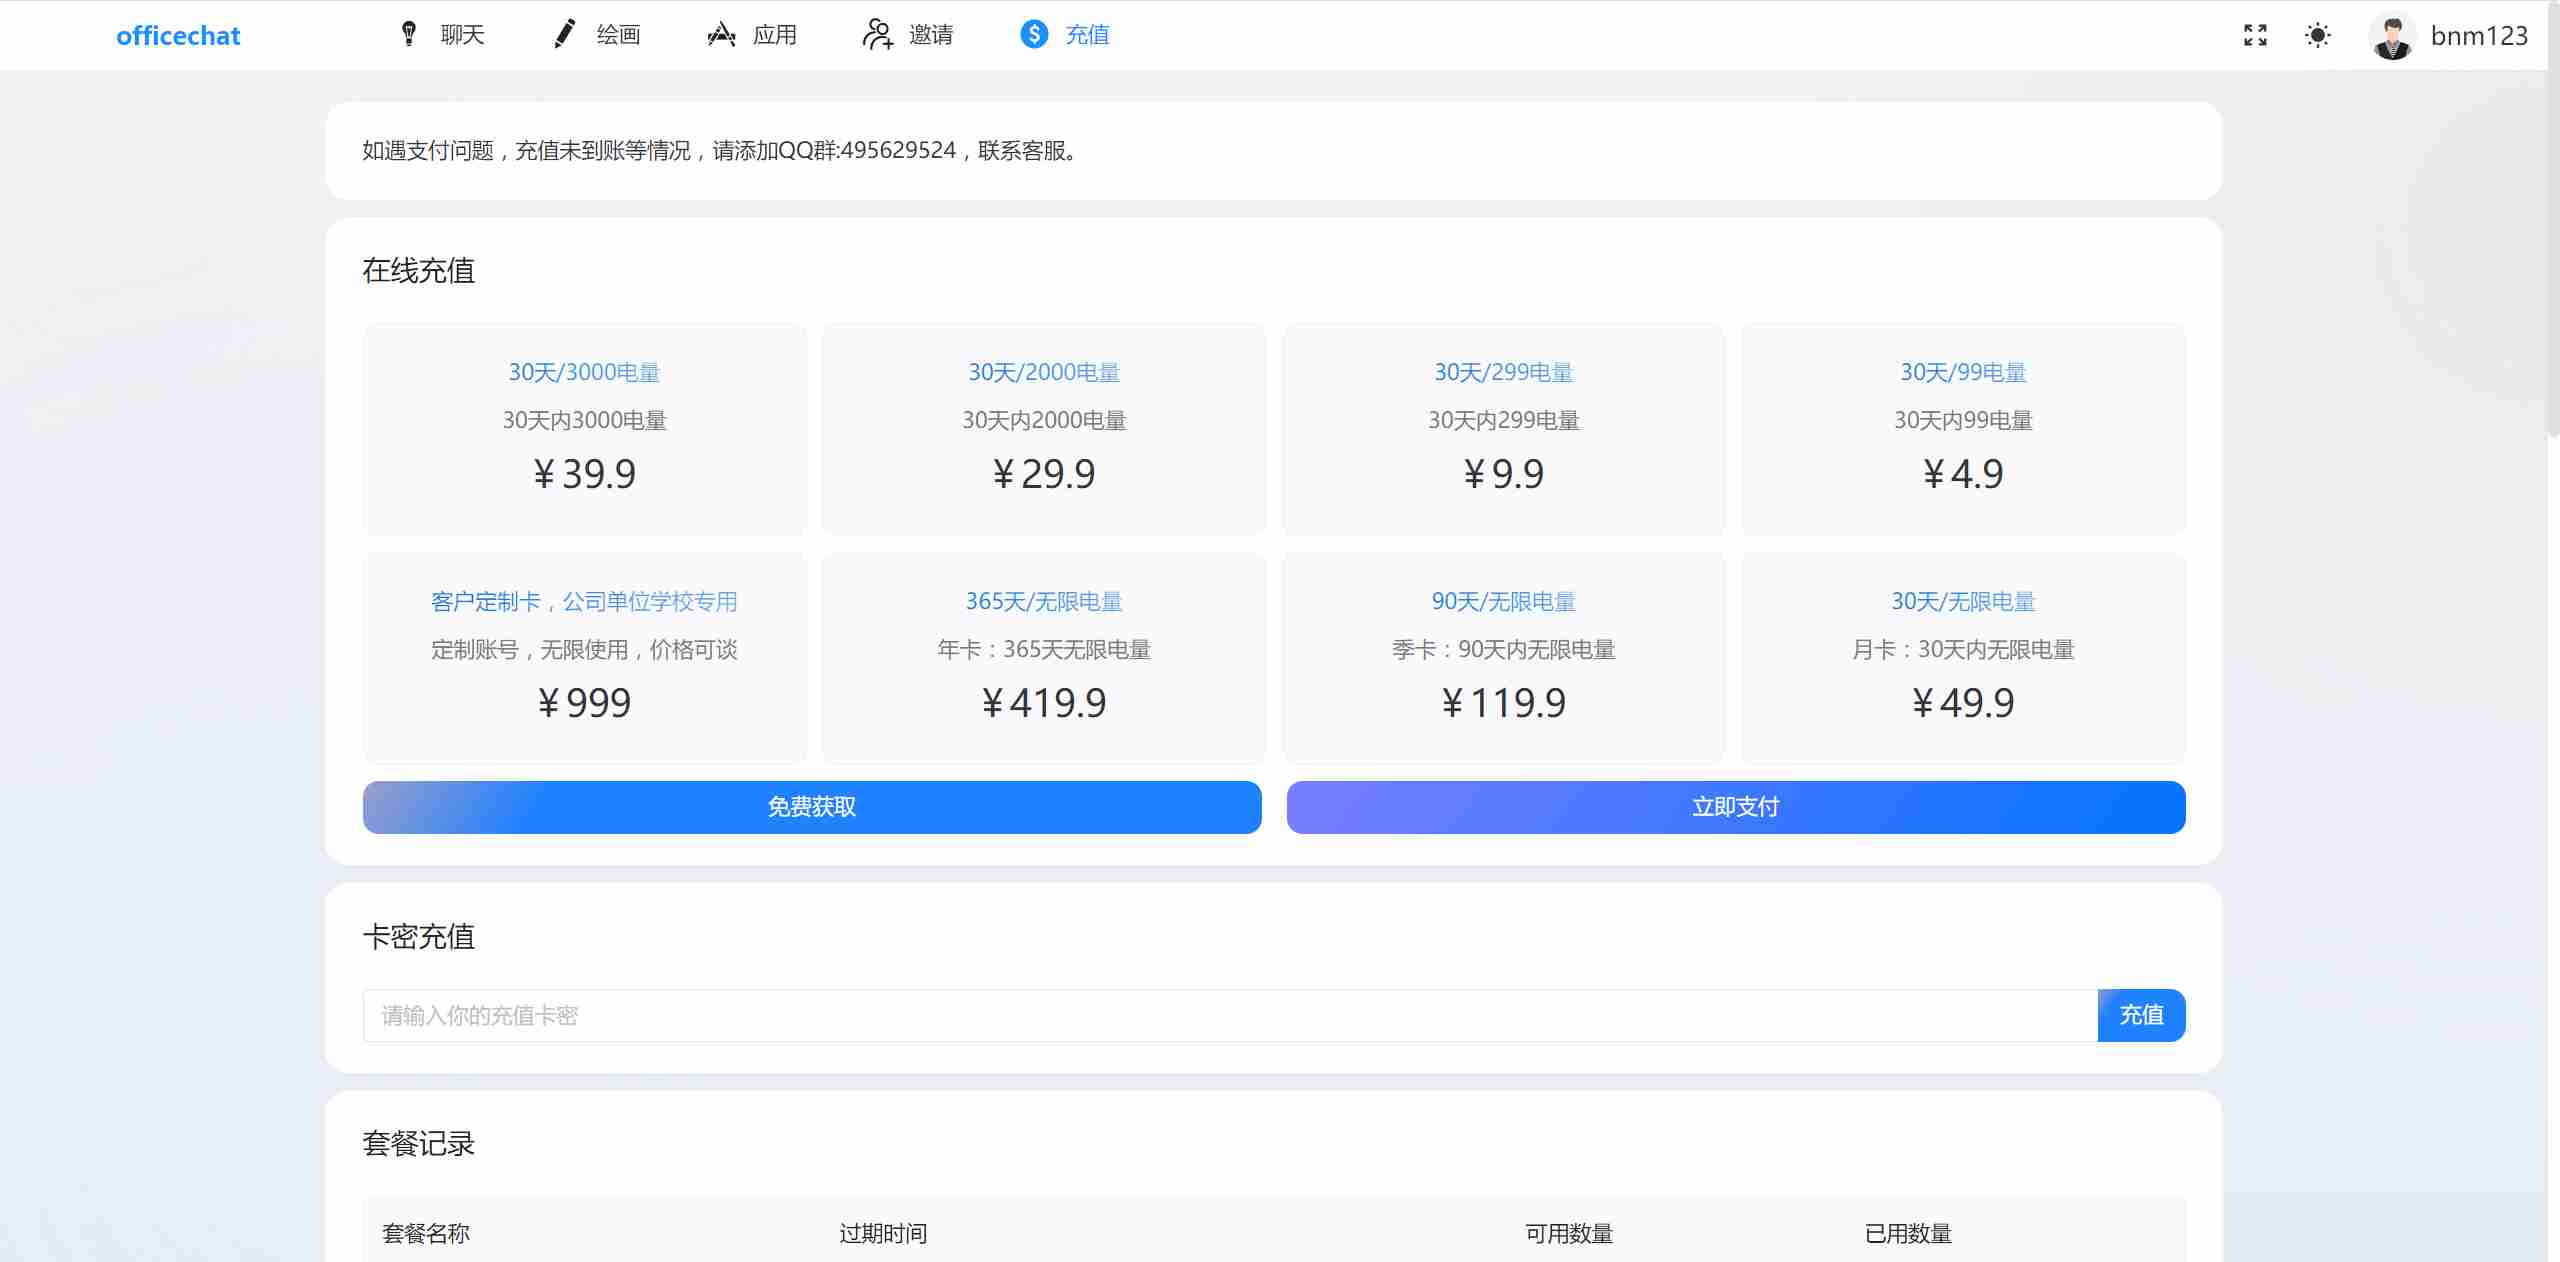 officechat
聊天
绘画
应用
邀请
充值
bnm123
如遇支付问题，充值未到账等情况，请添加QQ群:495629524，联系客服。
在线充值
30天/3000电量
30天内3000电量
￥39.9
30天/2000电量
30天内2000电量
￥29.9
30天/299电量
30天内299电量
￥9.9
30天/99电量
30天内99电量
￥4.9
客户定制卡，公司单位学校专用
定制账号，无限使用，价格可谈
￥999
365天/无限电量
年卡：365天无限电量
￥419.9
90天/无限电量
季卡：90天内无限电量
￥119.9
30天/无限电量
月卡：30天内无限电量
￥49.9
免费获取
立即支付
卡密充值
请输入你的充值卡密
充值
套餐记录
套餐名称
过期时间
可用数量
已用数量